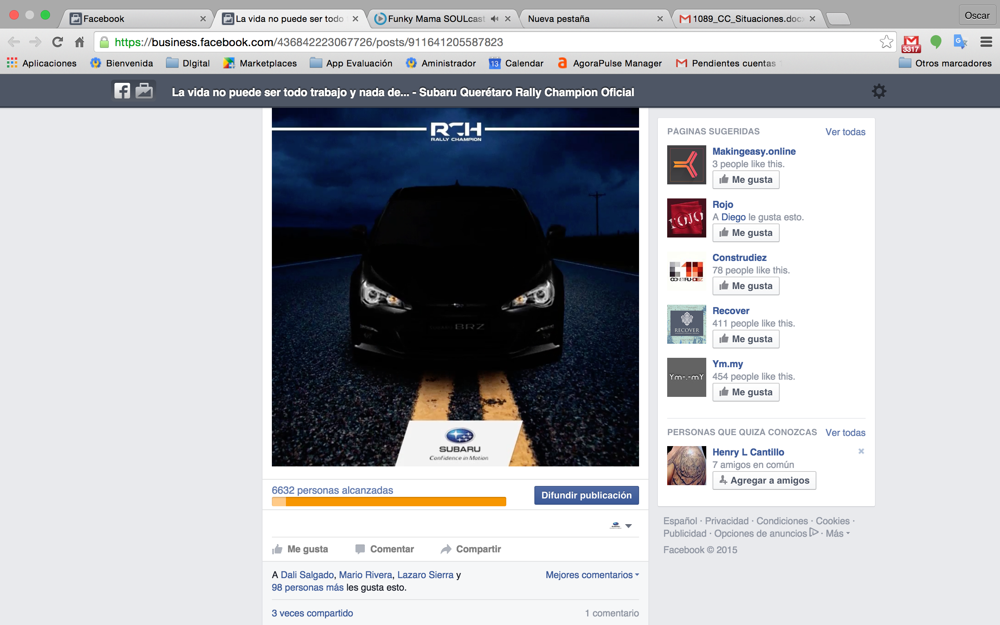 Facebook
La vida no puede ser todo
Funky Mama SOULcast
Nueva pestaña
1089_CC_Situaciones.docx
Oscar
https://business.facebook.com/436842223067726/posts/911641205587823
3317
Aplicaciones
Bienvenida
DIgital
Marketplaces
App Evaluación
Aministrador
13
Calendar
AgoraPulse Manager
Pendientes cuentas
Otros marcadores
La vida no puede ser todo trabajo y nada de... - Subaru Querétaro Rally Champion Oficial
RCH
RALLY CHAMPION
BRZ
SUBARU
Confidence in Motion
6632 personas alcanzadas
Difundir publicación
Me gusta
Comentar
Compartir
A Dali Salgado, Mario Rivera, Lazaro Sierra y
98 personas más les gusta esto.
Mejores comentarios
3 veces compartido
1 comentario
PÁGINAS SUGERIDAS
Ver todas
Makingeasy.online
3 people like this.
Me gusta
rojo
Rojo
A Diego le gusta esto.
Me gusta
CONSTRU-DIEZ
Construdiez
78 people like this.
Me gusta
RECOVER
Recover
411 people like this.
Me gusta
Ym-.-mY
Ym.my
454 people like this.
Me gusta
PERSONAS QUE QUIZÁ CONOZCAS
Ver todas
Henry L Cantillo
7 amigos en común
Agregar a amigos
Español · Privacidad · Condiciones · Cookies ·
Publicidad · Opciones de anuncios · Más
Facebook © 2015